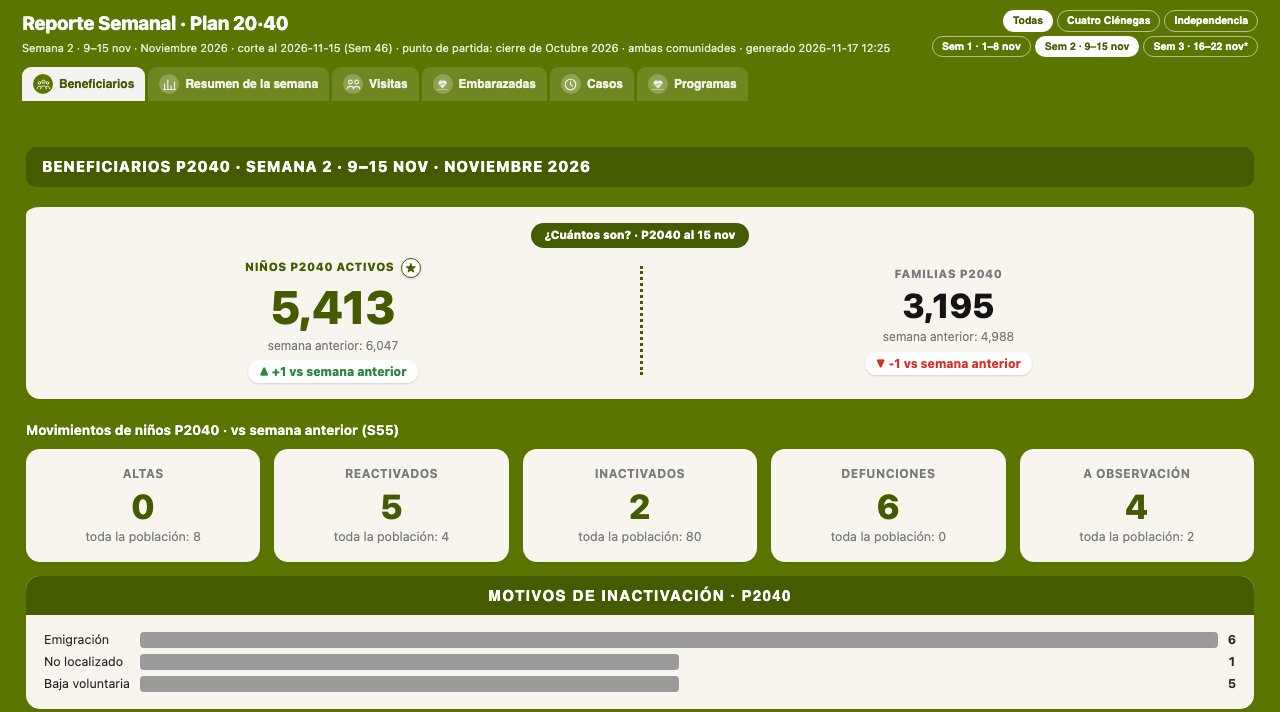 Reporte Semanal · Plan 20·40
Todas
Cuatro Ciénegas
Independencia
Semana 2 · 9–15 nov · Noviembre 2026 · corte al 2026-11-15 (Sem 46) · punto de partida: cierre de Octubre 2026 · ambas comunidades · generado 2026-11-17 12:25
Sem 1 · 1–8 nov
Sem 2 · 9–15 nov
Sem 3 · 16–22 nov*
Beneficiarios
Resumen de la semana
Visitas
Embarazadas
Casos
Programas
BENEFICIARIOS P2040 · SEMANA 2 · 9–15 NOV · NOVIEMBRE 2026
¿Cuántos son? · P2040 al 15 nov
NIÑOS P2040 ACTIVOS
5,413
semana anterior: 6,047
▲ +1 vs semana anterior
FAMILIAS P2040
3,195
semana anterior: 4,988
▼ -1 vs semana anterior
Movimientos de niños P2040 · vs semana anterior (S55)
ALTAS
0
toda la población: 8
REACTIVADOS
5
toda la población: 4
INACTIVADOS
2
toda la población: 80
DEFUNCIONES
6
toda la población: 0
A OBSERVACIÓN
4
toda la población: 2
MOTIVOS DE INACTIVACIÓN · P2040
Emigración 6
No localizado 1
Baja voluntaria 5